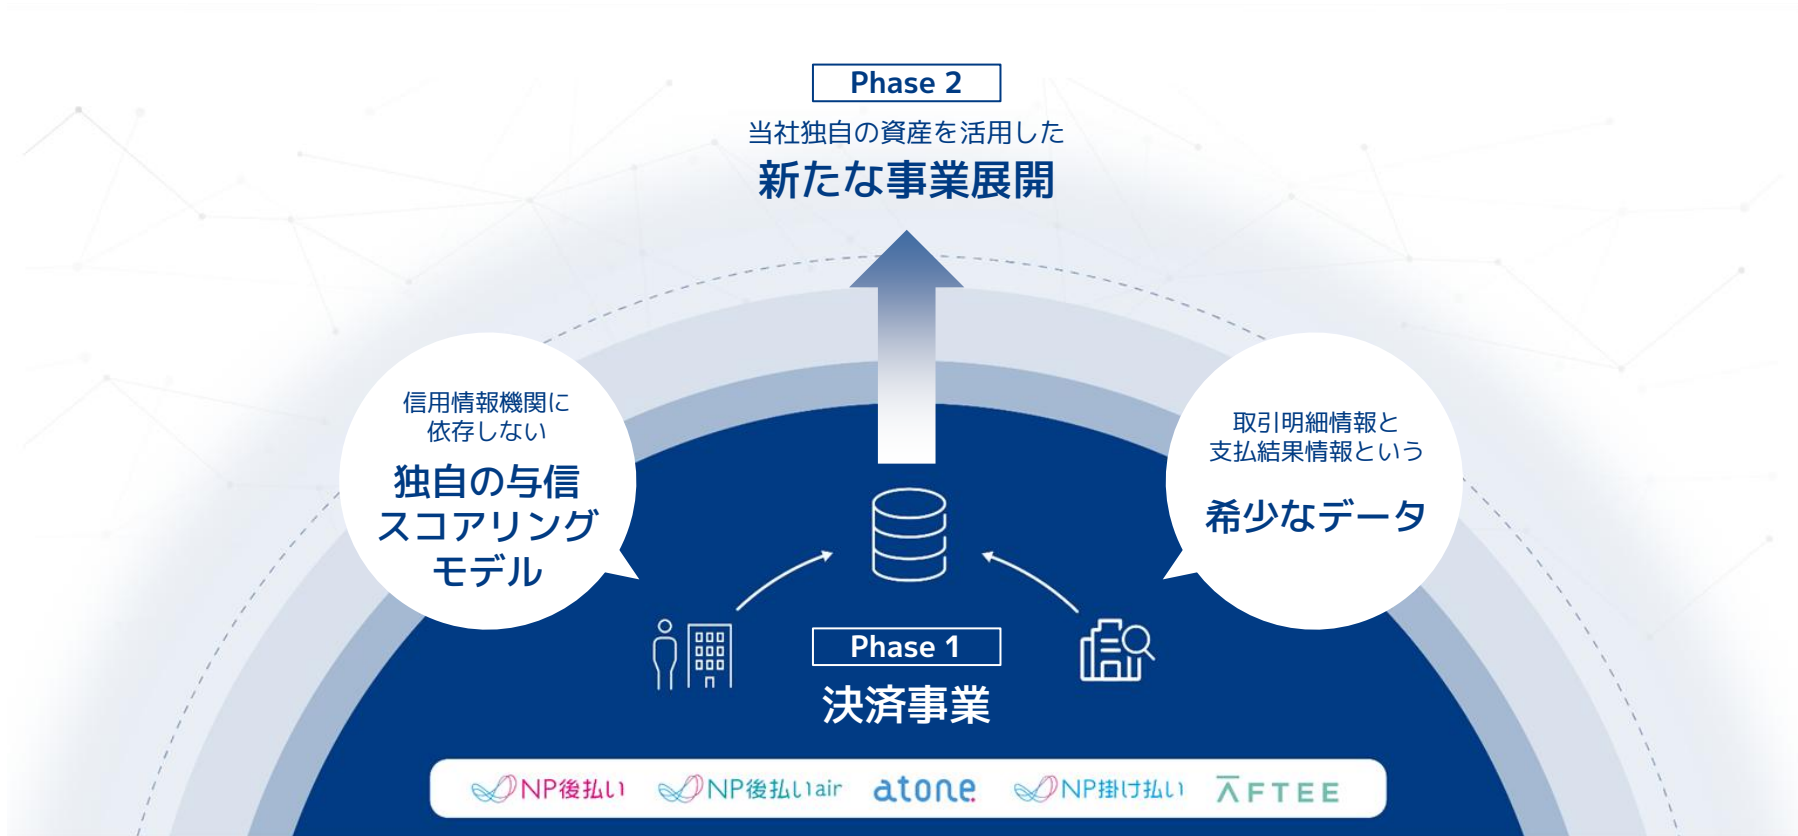 Phase 2
当社独自の資産を活用した
新たな事業展開
信用情報機関に
依存しない
独自の与信
スコアリング
モデル
取引明細情報と
支払結果情報という
希少なデータ
Phase 1
決済事業
NP後払い NP後払いair atone NP掛け払い AFTEE